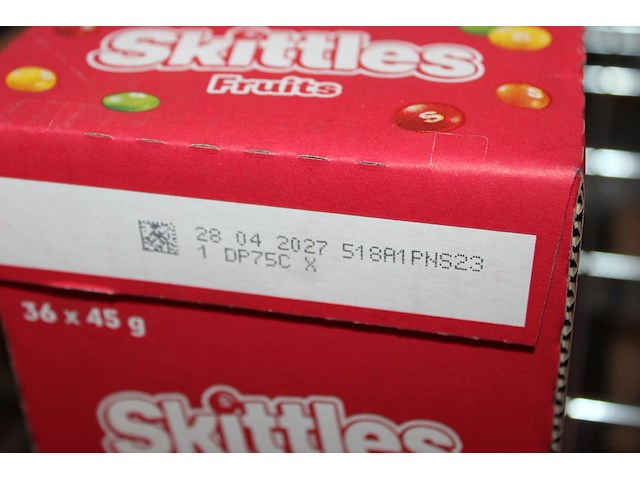 Skittles
Fruits
28 04 2027 518A1PNS23
1 DP75C X
36 x 45 g
Skittles